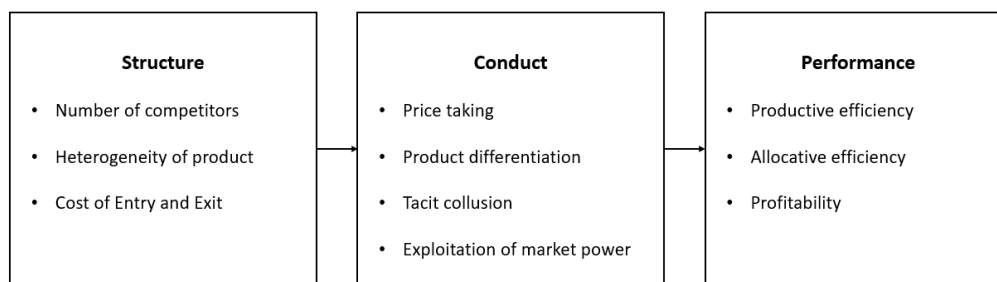 Structure
• Number of competitors
• Heterogeneity of product
• Cost of Entry and Exit
Conduct
• Price taking
• Product differentiation
• Tacit collusion
• Exploitation of market power
Performance
• Productive efficiency
• Allocative efficiency
• Profitability